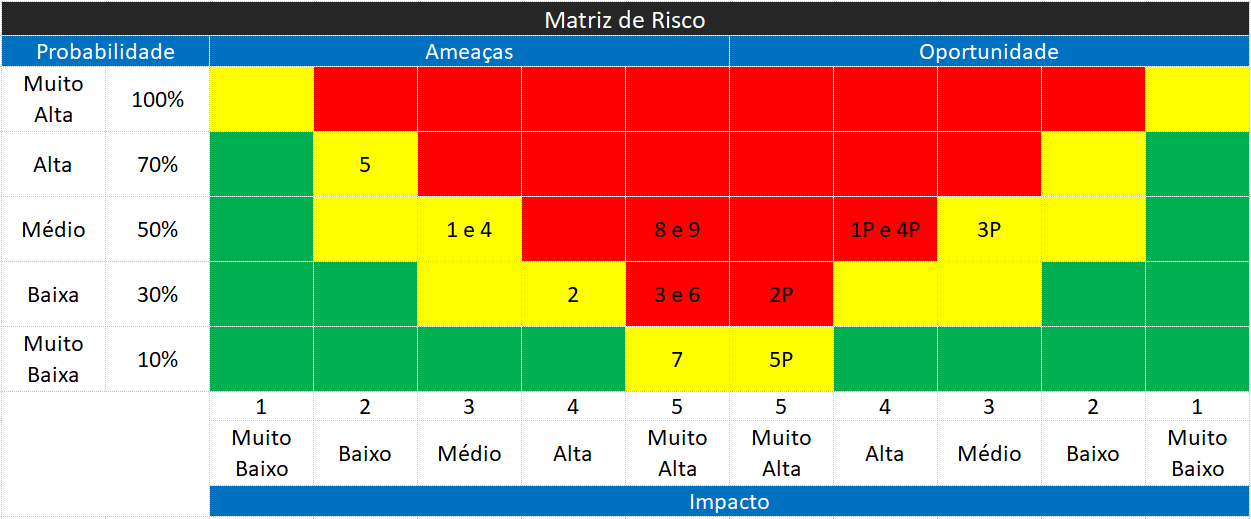 Matriz de Risco
Probabilidade Ameaças Oportunidade
Muito
Alta 100%
Alta 70% 5
Médio 50% 1 e 4 8 e 9 1P e 4P 3P
Baixa 30% 2 3 e 6 2P
Muito
Baixa 10% 7 5P
1 2 3 4 5 5 4 3 2 1
Muito Baixo Baixo Médio Alta Muito Alta Muito Alta Alta Médio Baixo Muito Baixo
Impacto